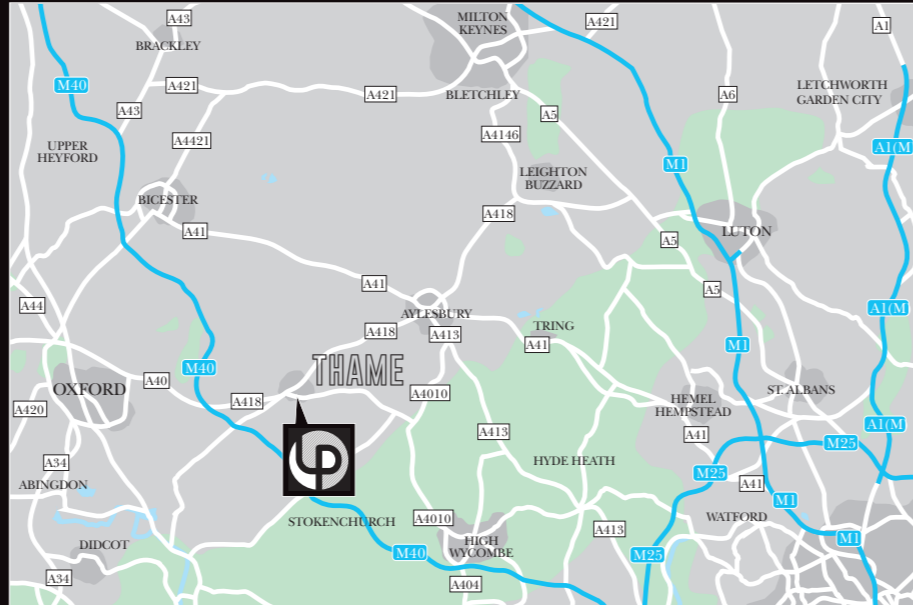 A43
BRACKLEY
MILTON
KEYNES
A421
A1
M40
A421
A43
A421
BLETCHLEY
A5
A6
LETCHWORTH
GARDEN CITY
UPPER
HEYFORD
A4421
A4146
A1(M
M1
LEIGHTON
BUZZARD
BICESTER
A418
A41
A5
LUTON
A41
A5
A44
AYLESBURY
A1(M
A418
A413
TRING
A41
M1
THAME
M40
OXFORD
A40
A418
A4010
HEMEL
HEMPSTEAD
ST. ALBANS
A420
A413
A41
A1(M
M25
A34
HYDE HEATH
M25
ABINGDON
A41
M1
STOKENCHURCH
A4010
A413
WATFORD
DIDCOT
HIGH
WYCOMBE
M1
M40
M25
A34
A404